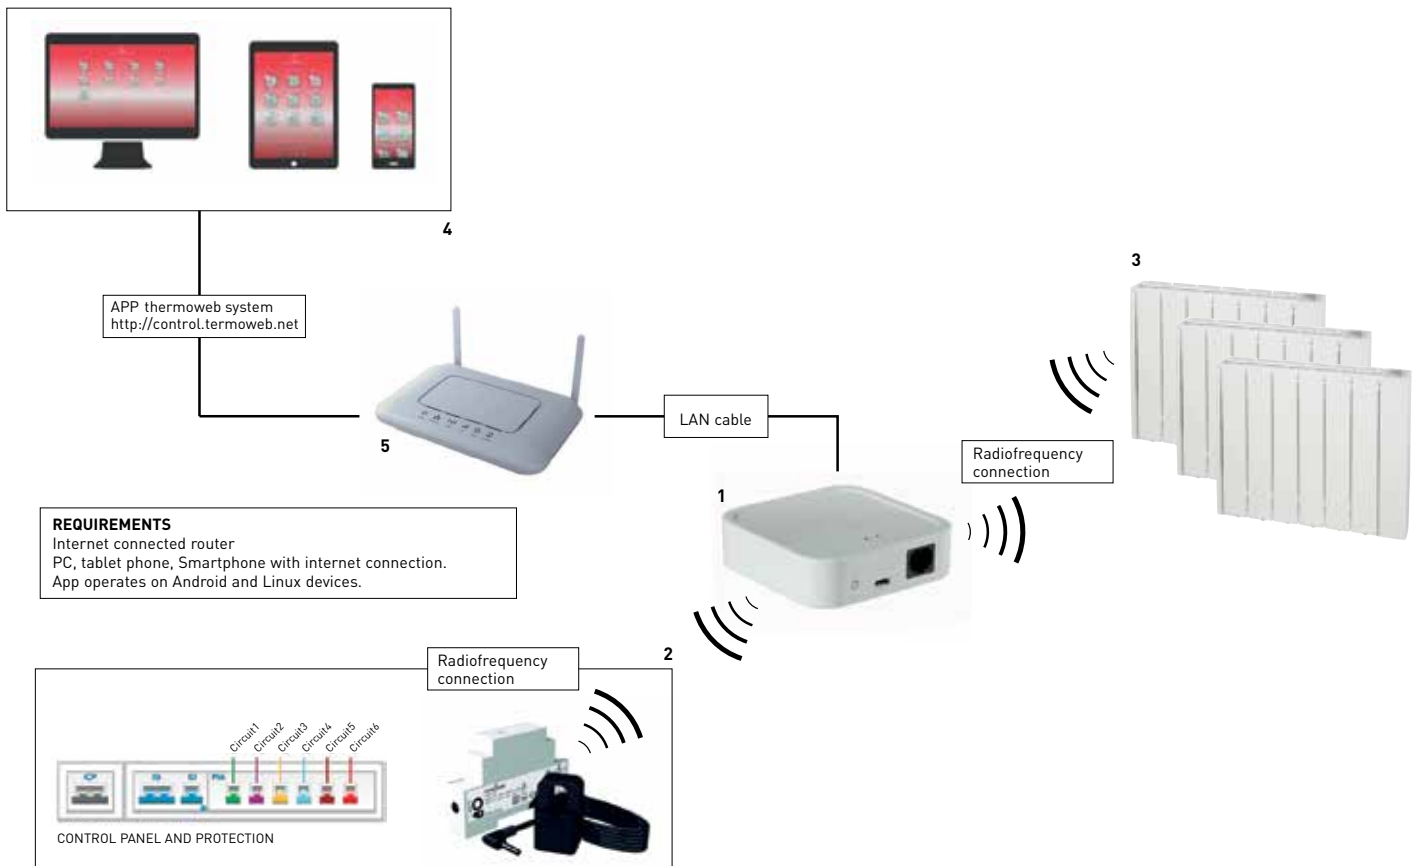 4
3
APP thermoweb system
http://control.termoweb.net
5
LAN cable
Radiofrequency
connection
1
REQUIREMENTS
Internet connected router
PC, tablet phone, Smartphone with internet connection.
App operates on Android and Linux devices.
2
Radiofrequency
connection
Circuit1
Circuit2
Circuit3
Circuit4
Circuit5
Circuit6
CONTROL PANEL AND PROTECTION